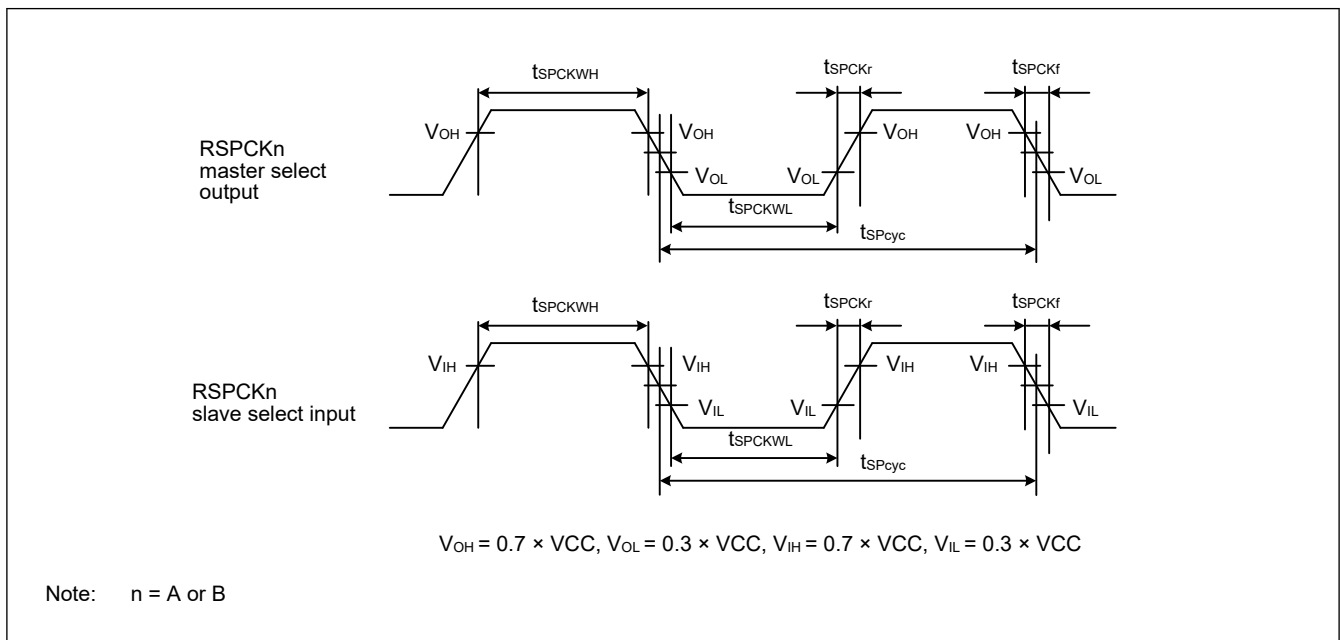 tSPCKWH
tSPCKr
tSPCKf
VOH
VOH
VOH
VOH
RSPCKn
master select
output
VOL
VOL
VOL
tSPCKWL
tSPcyc
tSPCKWH
tSPCKr
tSPCKf
VIH
VIH
VIH
VIH
RSPCKn
slave select input
VIL
VIL
VIL
tSPCKWL
tSPcyc
VOH = 0.7 × VCC, VOL = 0.3 × VCC, VIH = 0.7 × VCC, VIL = 0.3 × VCC
Note: n = A or B